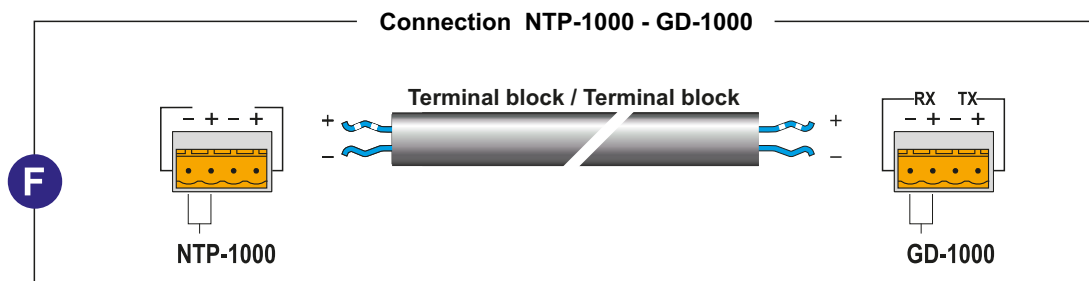 Connection NTP-1000 - GD-1000
Terminal block / Terminal block
RX TX
− + − +
+
+
− + − +
−
−
F
NTP-1000
GD-1000